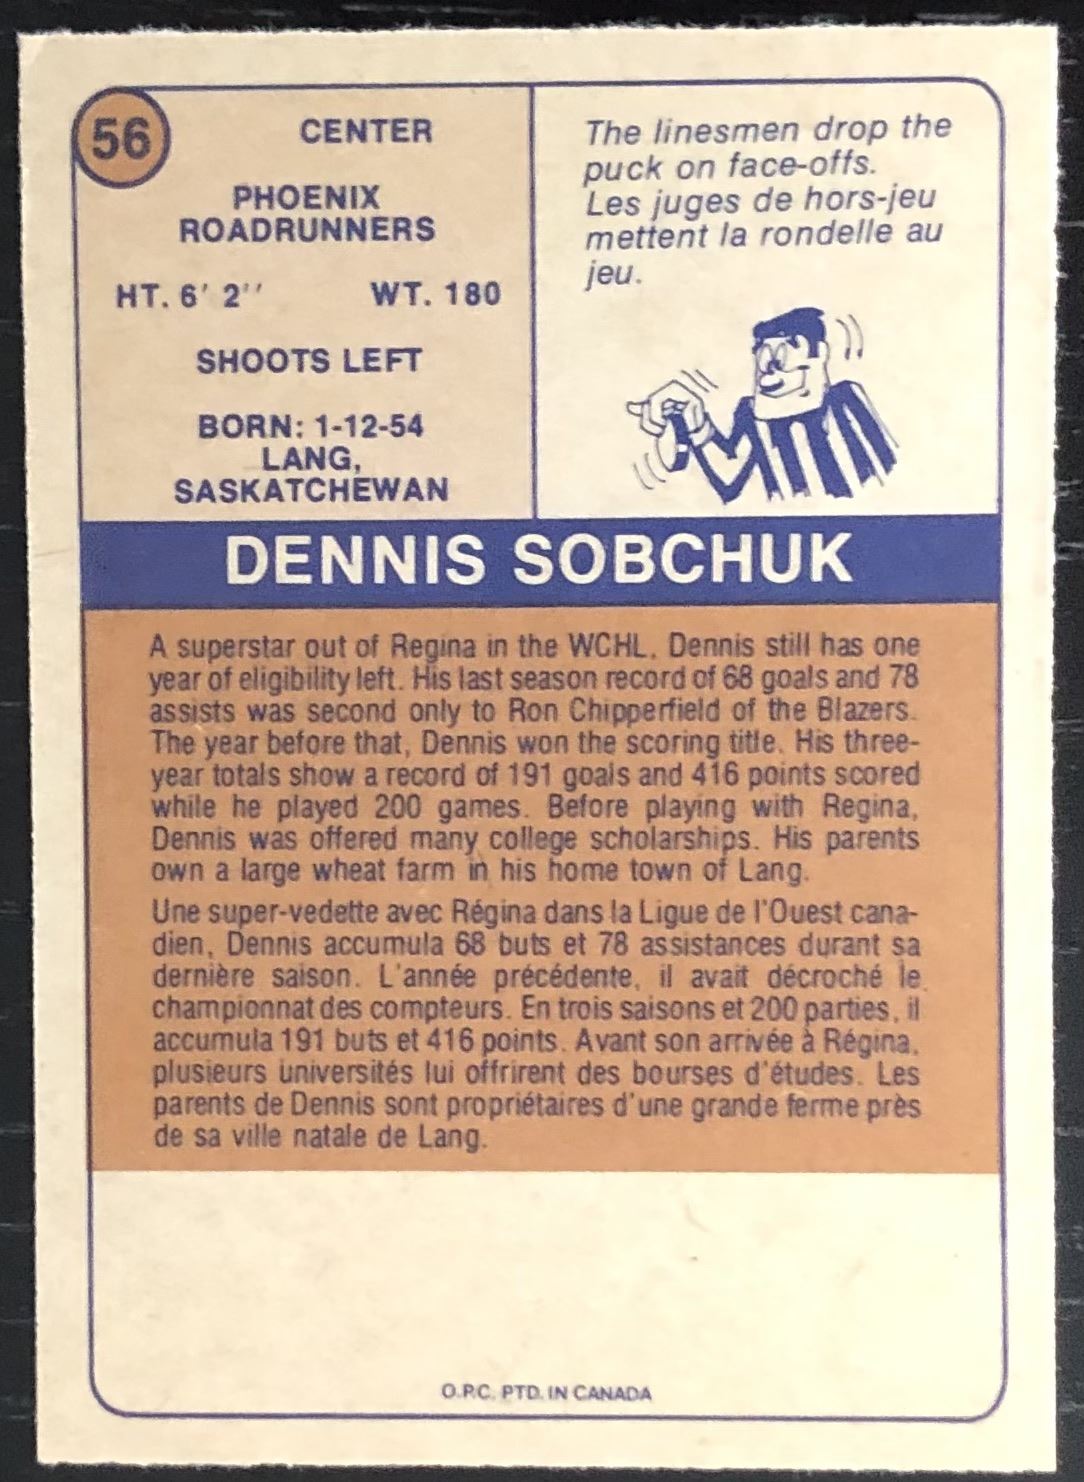 56
CENTER
PHOENIX
ROADRUNNERS
HT. 6' 2'' WT. 180
SHOOTS LEFT
BORN: 1-12-54
LANG,
SASKATCHEWAN
The linesmen drop the
puck on face-offs.
Les juges de hors-jeu
mettent la rondelle au
jeu.
DENNIS SOBCHUK
A superstar out of Regina in the WCHL, Dennis still has one
year of eligibility left. His last season record of 68 goals and 78
assists was second only to Ron Chipperfield of the Blazers.
The year before that, Dennis won the scoring title. His three-
year totals show a record of 191 goals and 416 points scored
while he played 200 games. Before playing with Regina,
Dennis was offered many college scholarships. His parents
own a large wheat farm in his home town of Lang.
Une super-vedette avec Régina dans la Ligue de l'Ouest cana-
dien, Dennis accumula 68 buts et 78 assistances durant sa
dernière saison. L'année précédente, il avait décroché le
championnat des compteurs. En trois saisons et 200 parties, il
accumula 191 buts et 416 points. Avant son arrivée à Régina,
plusieurs universités lui offrirent des bourses d'études. Les
parents de Dennis sont propriétaires d'une grande ferme près
de sa ville natale de Lang.
O.P.C. PTD. IN CANADA